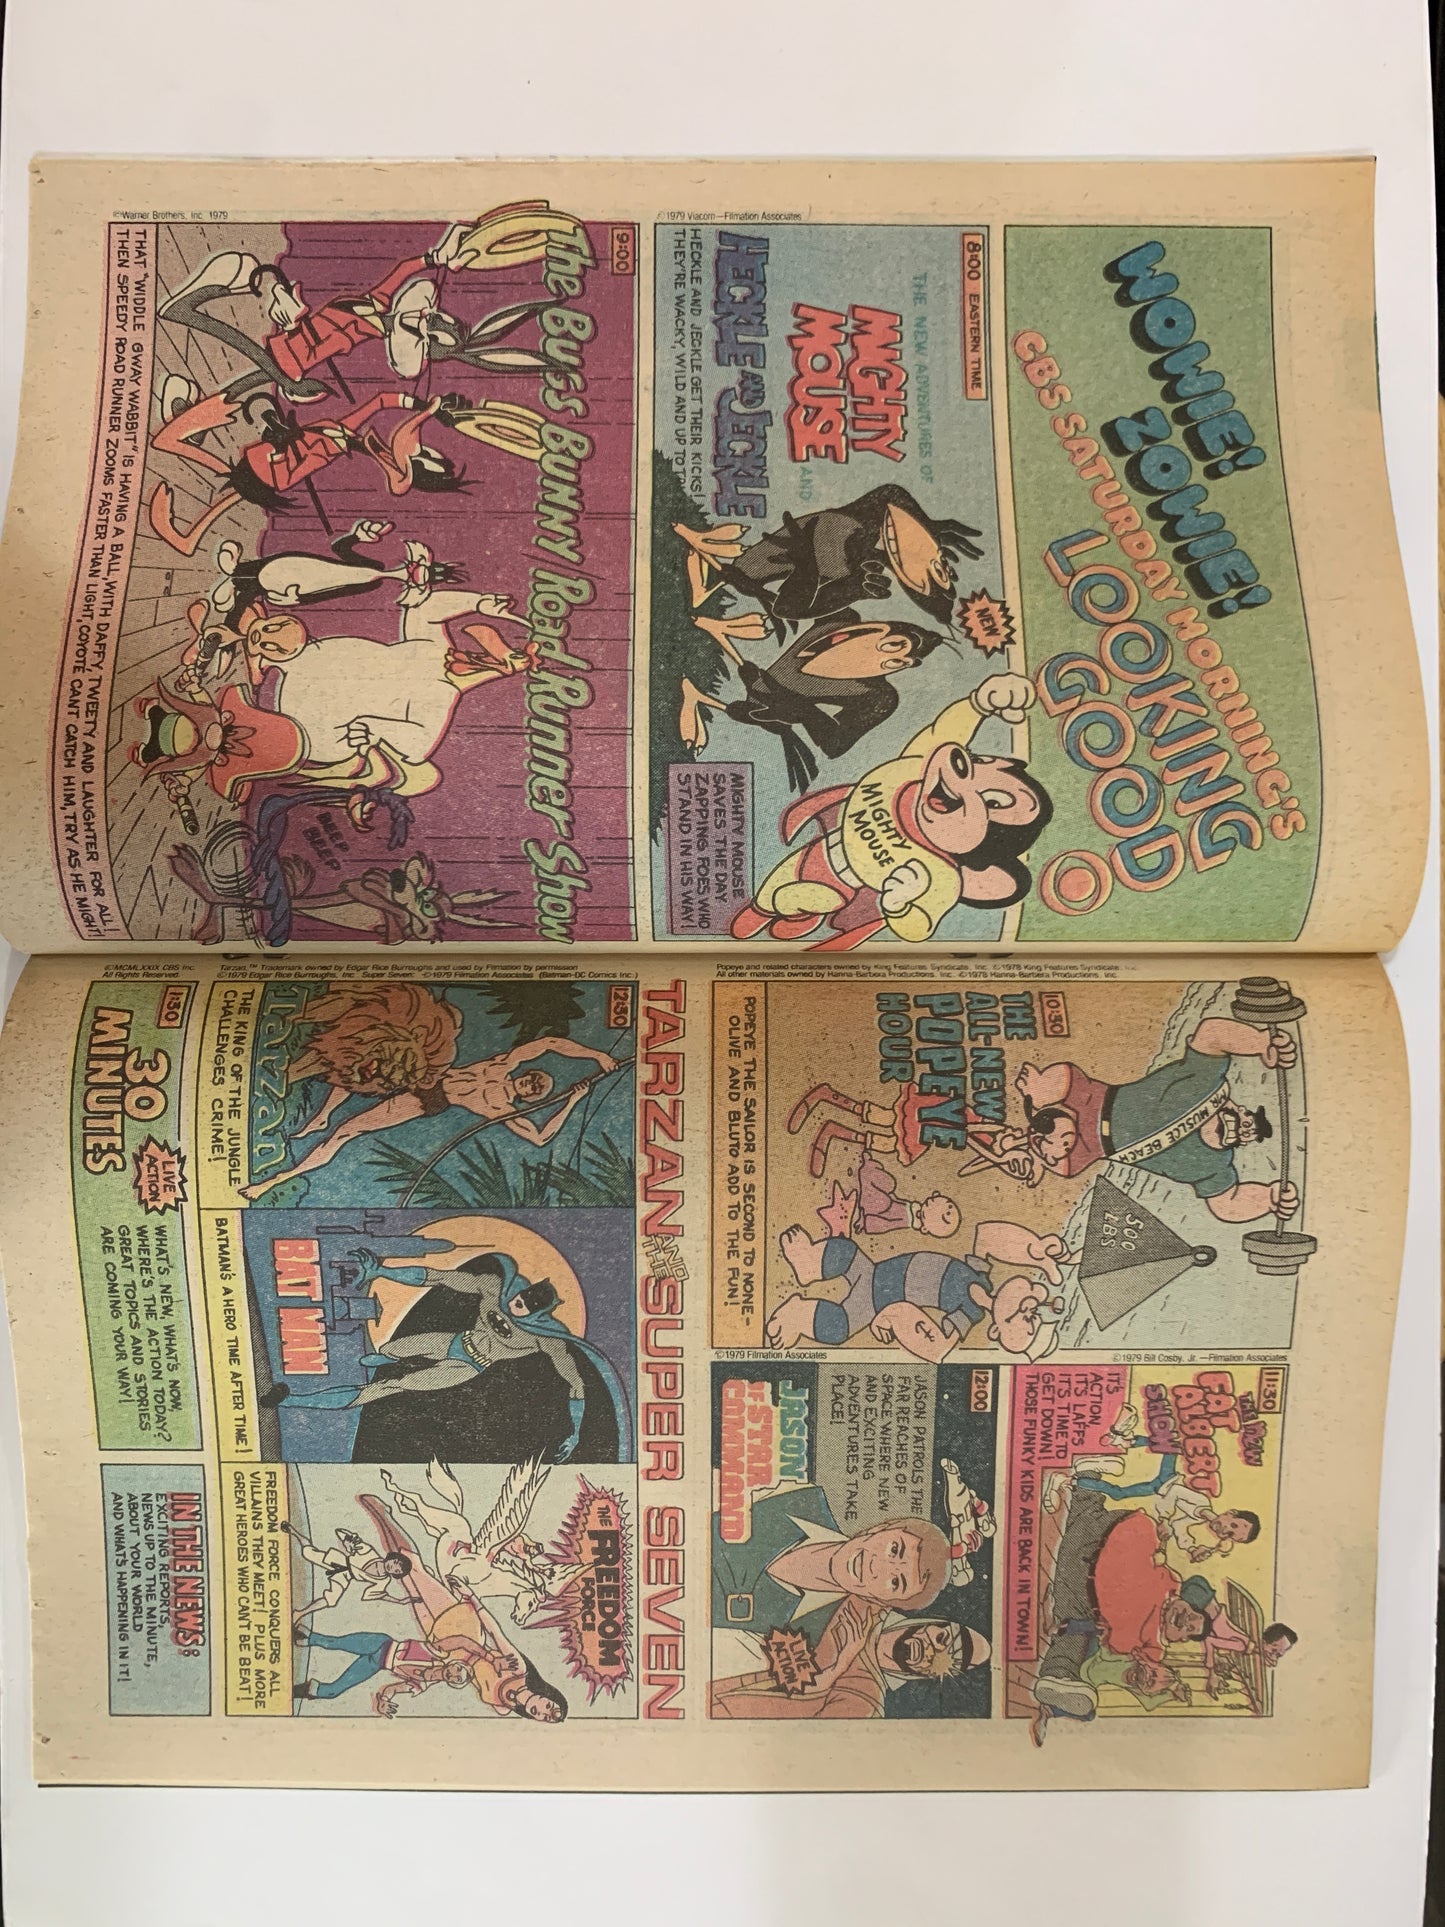 WOWIE!
ZOWIE!
CBS SATURDAY MORNING'S
LOOKING
GOOD
8:00 EASTERN TIME
NEW
THE NEW ADVENTURES OF
MIGHTY
MOUSE
AND
HECKLE AND JECKLE
HECKLE AND JECKLE GET THEIR KICKS!
THEY'RE WACKY, WILD AND UP TO
MIGHTY
MOUSE
MIGHTY MOUSE
SAVES THE DAY
ZAPPING FOES WHO
STAND IN HIS WAY!
©1979 Viacom—Filmation Associates
9:00
The Bugs Bunny Road Runner Show
BEEP
BEEP
THAT "WIDLE GWAY WABBIT" IS HAVING A BALL, WITH DAFFY, TWEETY AND LAUGHTER FOR ALL!
THEN SPEEDY ROAD RUNNER ZOOMS FASTER THAN LIGHT, COYOTE CAN'T CATCH HIM, TRY AS HE MIGHT!
© Warner Brothers, Inc. 1979
10:30
THE
ALL-NEW
POPEYE
HOUR
MR. MUSLCE BEACH
500
LBS
POPEYE THE SAILOR IS SECOND TO NONE-
OLIVE AND BLUTO ADD TO THE FUN!
Popeye and related characters owned by King Features Syndicate, Inc. ©1978 King Features Syndicate, Inc.
All other materials owned by Hanna-Barbera Productions, Inc. ©1978 Hanna-Barbera Productions, Inc.
11:30
THE NEW
FAT
ALBERT
SHOW
IT'S
ACTION
IT'S LAFFS
IT'S TIME TO
GET DOWN!
THOSE FUNKY KIDS ARE BACK IN TOWN!
©1979 Bill Cosby, Jr.—Filmation Associates
12:00
JASON PATROLS THE
FAR REACHES OF
SPACE WHERE NEW
AND EXCITING
ADVENTURES TAKE
PLACE!
JASON
OF STAR
COMMAND
LIVE
ACTION
©1979 Filmation Associates
TARZAN AND THE SUPER SEVEN
12:30
Tarzan
THE KING OF THE JUNGLE
CHALLENGES CRIME!
BATMAN
BATMAN'S A HERO TIME AFTER TIME!
THE
FREEDOM
FORCE
FREEDOM FORCE CONQUERS ALL
VILLAINS THEY MEET! PLUS MORE
GREAT HEROES WHO CAN'T BE BEAT!
Tarzan,™ Trademark owned by Edgar Rice Burroughs and used by Filmation by permission
©1979 Edgar Rice Burroughs, Inc. Super Seven: ©1979 Filmation Associates (Batman-DC Comics Inc.)
1:30
30
MINUTES
LIVE
ACTION
WHAT'S NEW, WHAT'S NOW,
WHERE'S THE ACTION TODAY?
GREAT TOPICS AND STORIES
ARE COMING YOUR WAY!
IN THE NEWS:
EXCITING REPORTS,
NEWS UP TO THE MINUTE,
ABOUT YOUR WORLD
AND WHAT'S HAPPENING IN IT!
©MCMLXXIX CBS Inc.
All Rights Reserved.